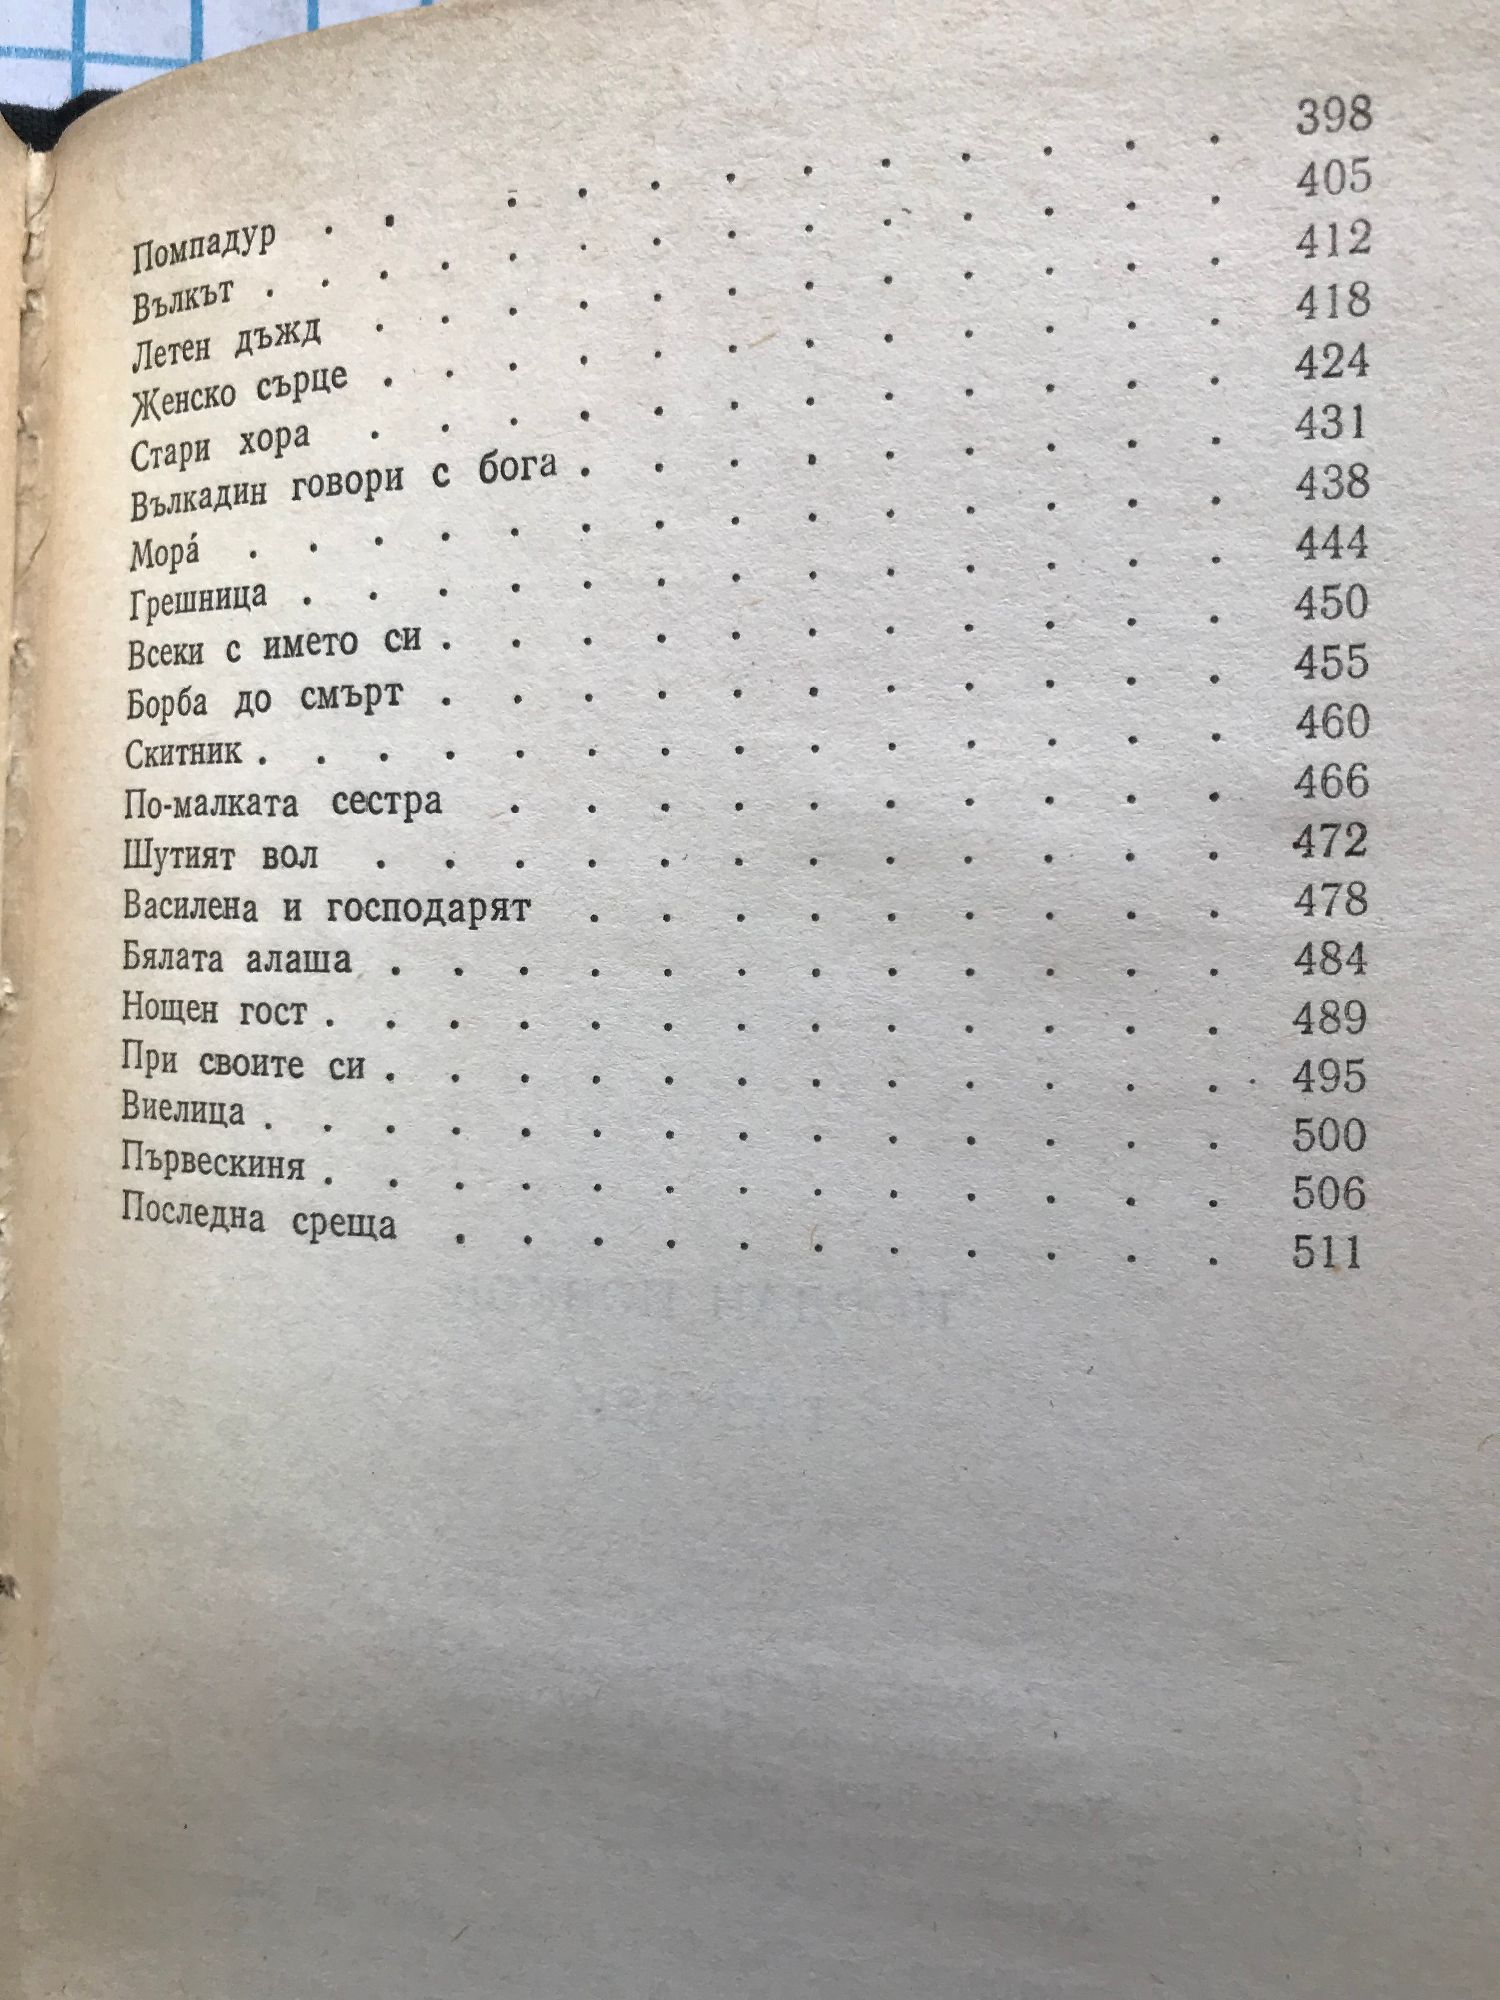 Помпадур . . . . . . . . . . . . . 398
Вълкът . . . . . . . . . . . . . . 405
Летен дъжд . . . . . . . . . . . . 412
Женско сърце . . . . . . . . . . . 418
Стари хора . . . . . . . . . . . . 424
Вълкадин говори с бога . . . . . . . . . 431
Мора́ . . . . . . . . . . . . . . 438
Грешница . . . . . . . . . . . . . 444
Всеки с името си . . . . . . . . . . . 450
Борба до смърт . . . . . . . . . . . 455
Скитник . . . . . . . . . . . . . . 460
По-малката сестра . . . . . . . . . . 466
Шутият вол . . . . . . . . . . . . 472
Василена и господарят . . . . . . . . . 478
Бялата алаша . . . . . . . . . . . . 484
Нощен гост . . . . . . . . . . . . . 489
При своите си . . . . . . . . . . . . 495
Виелица . . . . . . . . . . . . . . 500
Първескиня . . . . . . . . . . . . . 506
Последна среща . . . . . . . . . . . 511